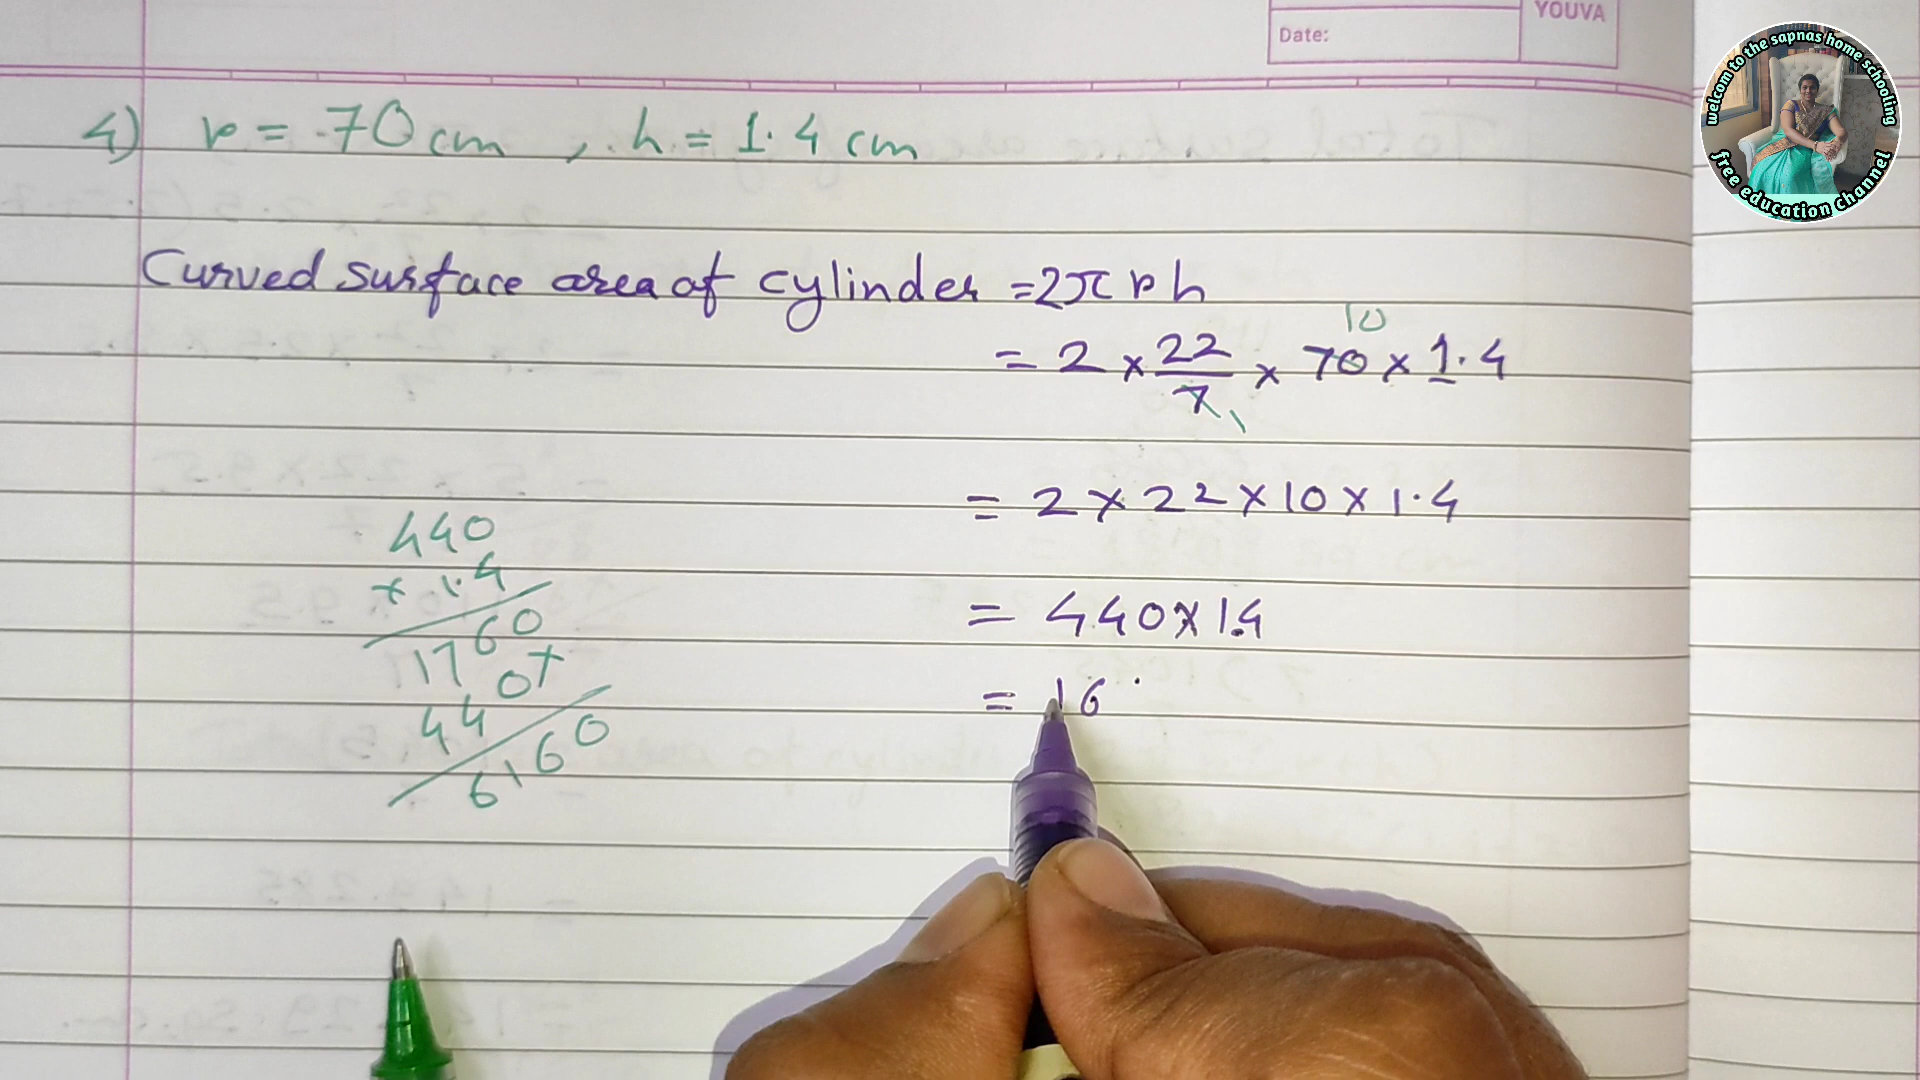 YOUVA
Date:
welcom to the sapnas home schooling
free education channel
4) r = 70 cm , h = 1.4 cm
Curved surface area of cylinder = 2πrh
10
= 2 × 22/7 × 70 × 1.4
1
= 2 × 22 × 10 × 1.4
= 440 × 1.4
= 16
440
× 1.4
1760
440×
6160